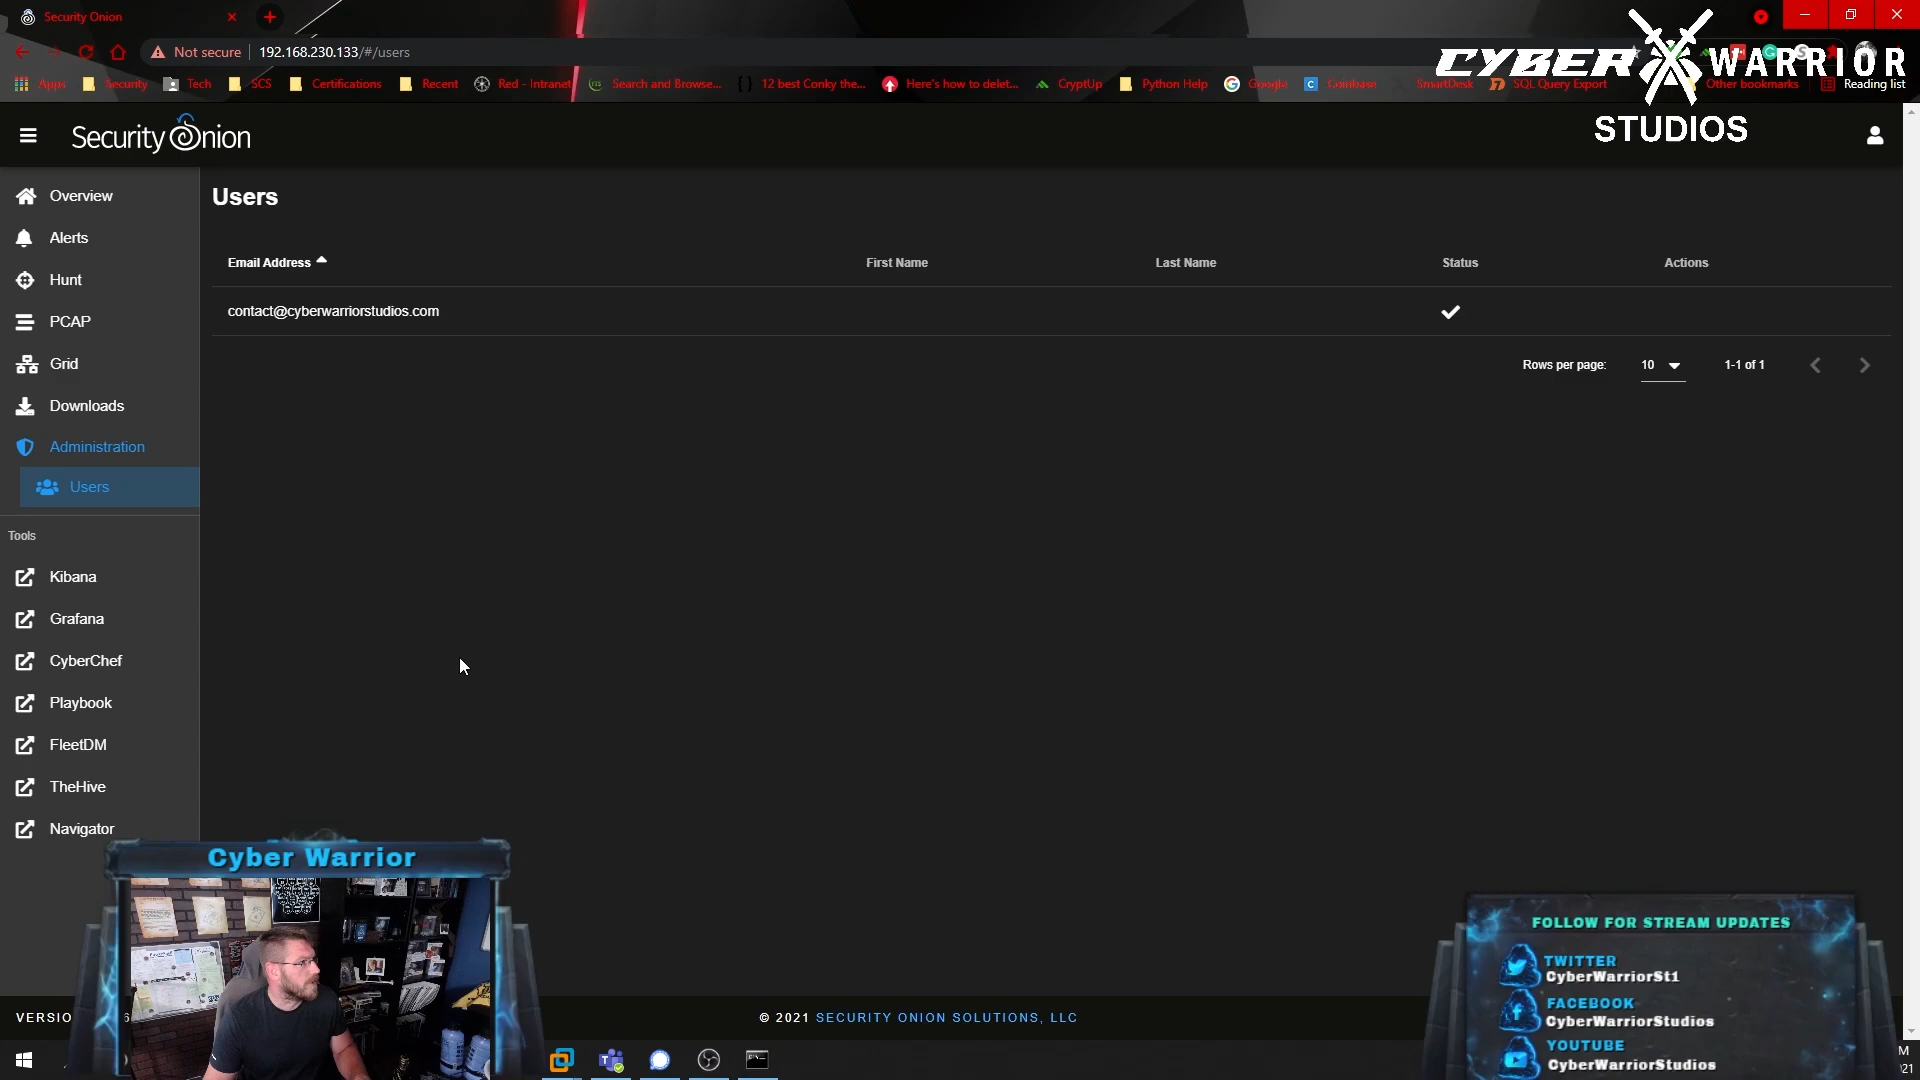 Security Onion
Not secure
192.168.230.133/#/users
Apps
Security
Tech
SCS
Certifications
Recent
Red - Intranet
Search and Browse...
12 best Conky the...
Here's how to delet...
CryptUp
Python Help
Google
Coinbase
SmartDesk
SQL Query Export
Other bookmarks
Reading list
CYBER WARRIOR
STUDIOS
Security Onion
Overview
Alerts
Hunt
PCAP
Grid
Downloads
Administration
Users
Tools
Kibana
Grafana
CyberChef
Playbook
FleetDM
TheHive
Navigator
Users
Email Address
First Name
Last Name
Status
Actions
contact@cyberwarriorstudios.com
Rows per page:
10
1-1 of 1
Cyber Warrior
© 2021 SECURITY ONION SOLUTIONS, LLC
FOLLOW FOR STREAM UPDATES
TWITTER
CyberWarriorSt1
FACEBOOK
CyberWarriorStudios
YOUTUBE
CyberWarriorStudios